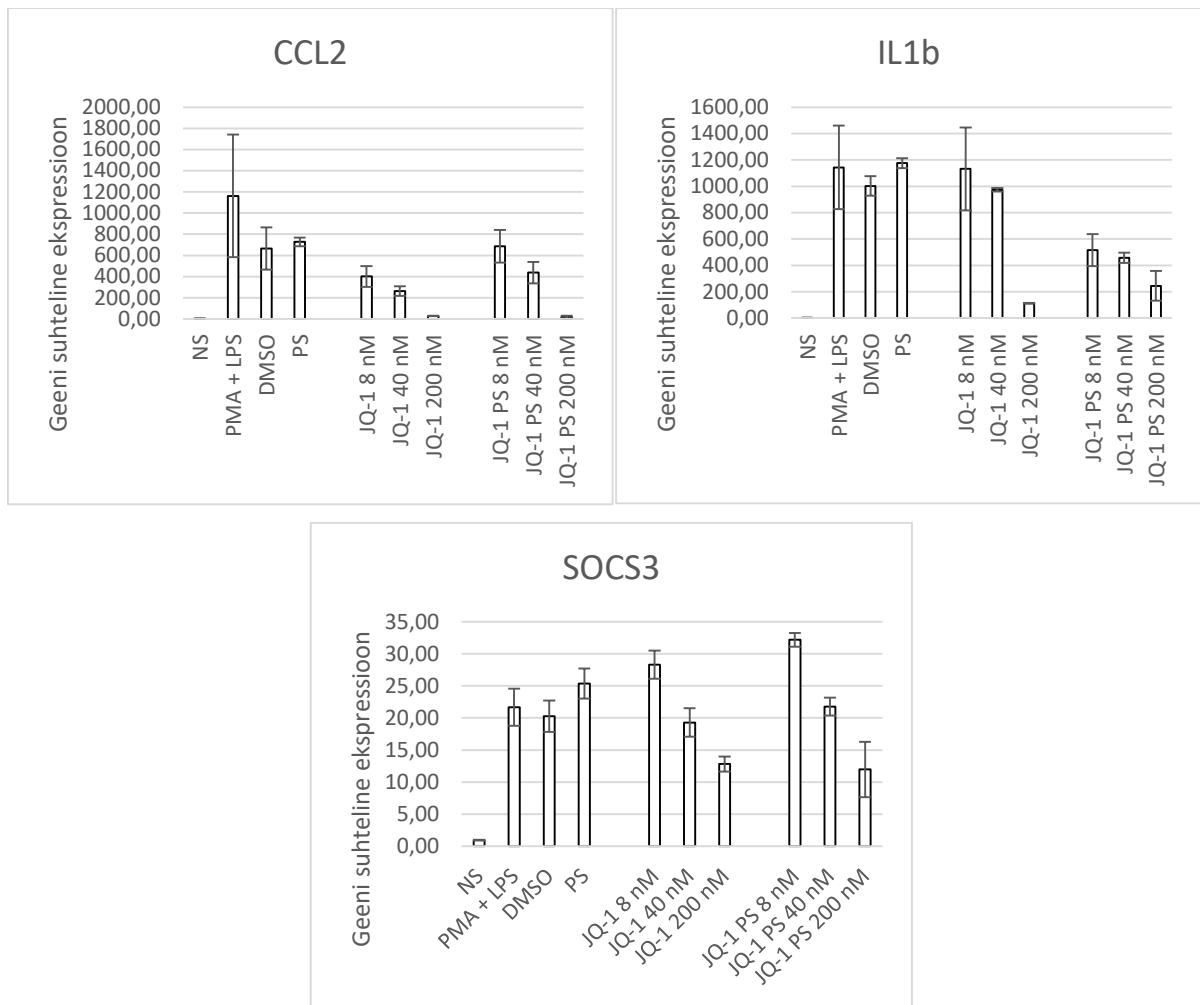 CCL2
Geeni suhteline ekspressioon
2000,00
1800,00
1600,00
1400,00
1200,00
1000,00
800,00
600,00
400,00
200,00
0,00
NS
PMA + LPS
DMSO
PS
JQ-1 8 nM
JQ-1 40 nM
JQ-1 200 nM
JQ-1 PS 8 nM
JQ-1 PS 40 nM
JQ-1 PS 200 nM
IL1b
Geeni suhteline ekspressioon
1600,00
1400,00
1200,00
1000,00
800,00
600,00
400,00
200,00
0,00
NS
PMA + LPS
DMSO
PS
JQ-1 8 nM
JQ-1 40 nM
JQ-1 200 nM
JQ-1 PS 8 nM
JQ-1 PS 40 nM
JQ-1 PS 200 nM
SOCS3
Geeni suhteline ekspressioon
35,00
30,00
25,00
20,00
15,00
10,00
5,00
0,00
NS
PMA + LPS
DMSO
PS
JQ-1 8 nM
JQ-1 40 nM
JQ-1 200 nM
JQ-1 PS 8 nM
JQ-1 PS 40 nM
JQ-1 PS 200 nM